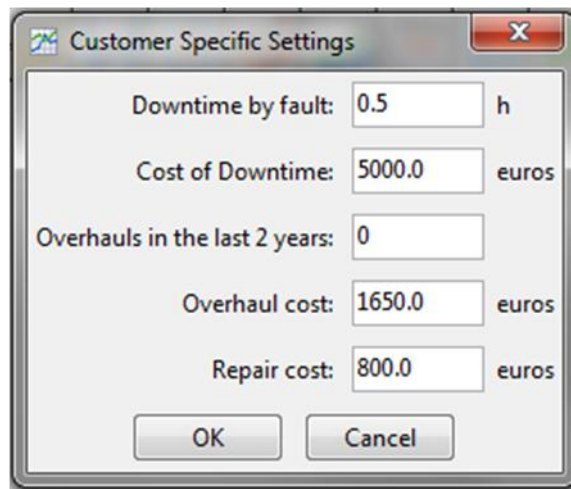 Customer Specific Settings
Downtime by fault: 0.5 h
Cost of Downtime: 5000.0 euros
Overhauls in the last 2 years: 0
Overhaul cost: 1650.0 euros
Repair cost: 800.0 euros
OK Cancel